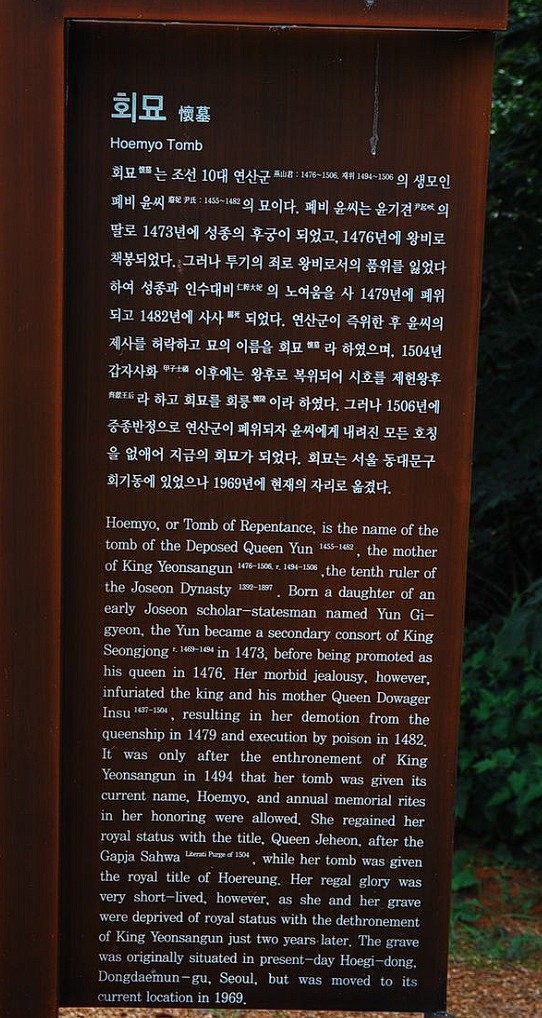 회묘 懷墓
Hoemyo Tomb
회묘懷墓는 조선 10대 연산군燕山君 : 1476~1506, 재위 1494~1506의 생모인
폐비 윤씨廢妃 尹氏 : 1455~1482의 묘이다. 폐비 윤씨는 윤기견尹起畎의
딸로 1473년에 성종의 후궁이 되었고, 1476년에 왕비로
책봉되었다. 그러나 투기의 죄로 왕비로서의 품위를 잃었다
하여 성종과 인수대비仁粹大妃의 노여움을 사 1479년에 폐위
되고 1482년에 사사賜死되었다. 연산군이 즉위한 후 윤씨의
제사를 허락하고 묘의 이름을 회묘懷墓라 하였으며, 1504년
갑자사화甲子士禍 이후에는 왕후로 복위되어 시호를 제헌왕후
齊獻王后라 하고 회묘를 회릉懷陵이라 하였다. 그러나 1506년에
중종반정으로 연산군이 폐위되자 윤씨에게 내려진 모든 호칭
을 없애어 지금의 회묘가 되었다. 회묘는 서울 동대문구
회기동에 있었으나 1969년에 현재의 자리로 옮겼다.
Hoemyo, or Tomb of Repentance, is the name of the
tomb of the Deposed Queen Yun 1455-1482, the mother
of King Yeonsangun 1476-1506, r. 1494-1506,the tenth ruler of
the Joseon Dynasty 1392-1897. Born a daughter of an
early Joseon scholar-statesman named Yun Gi-
gyeon, the Yun became a secondary consort of King
Seongjong r. 1469-1494 in 1473, before being promoted as
his queen in 1476. Her morbid jealousy, however,
infuriated the king and his mother Queen Dowager
Insu 1437-1504, resulting in her demotion from the
queenship in 1479 and execution by poison in 1482.
It was only after the enthronement of King
Yeonsangun in 1494 that her tomb was given its
current name, Hoemyo, and annual memorial rites
in her honoring were allowed. She regained her
royal status with the title, Queen Jeheon, after the
Gapja Sahwa Literati Purge of 1504, while her tomb was given
the royal title of Hoereung. Her regal glory was
very short-lived, however, as she and her grave
were deprived of royal status with the dethronement
of King Yeonsangun just two years later. The grave
was originally situated in present-day Hoegi-dong,
Dongdaemun-gu, Seoul, but was moved to its
current location in 1969.